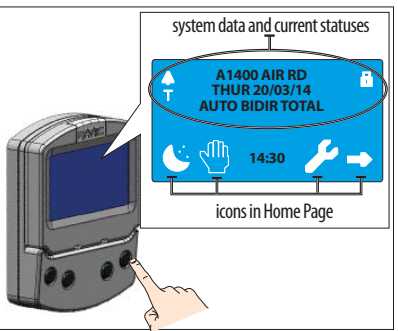 system data and current statuses
A1400 AIR RD
T
THUR 20/03/14
AUTO BIDIR TOTAL
14:30
icons in Home Page